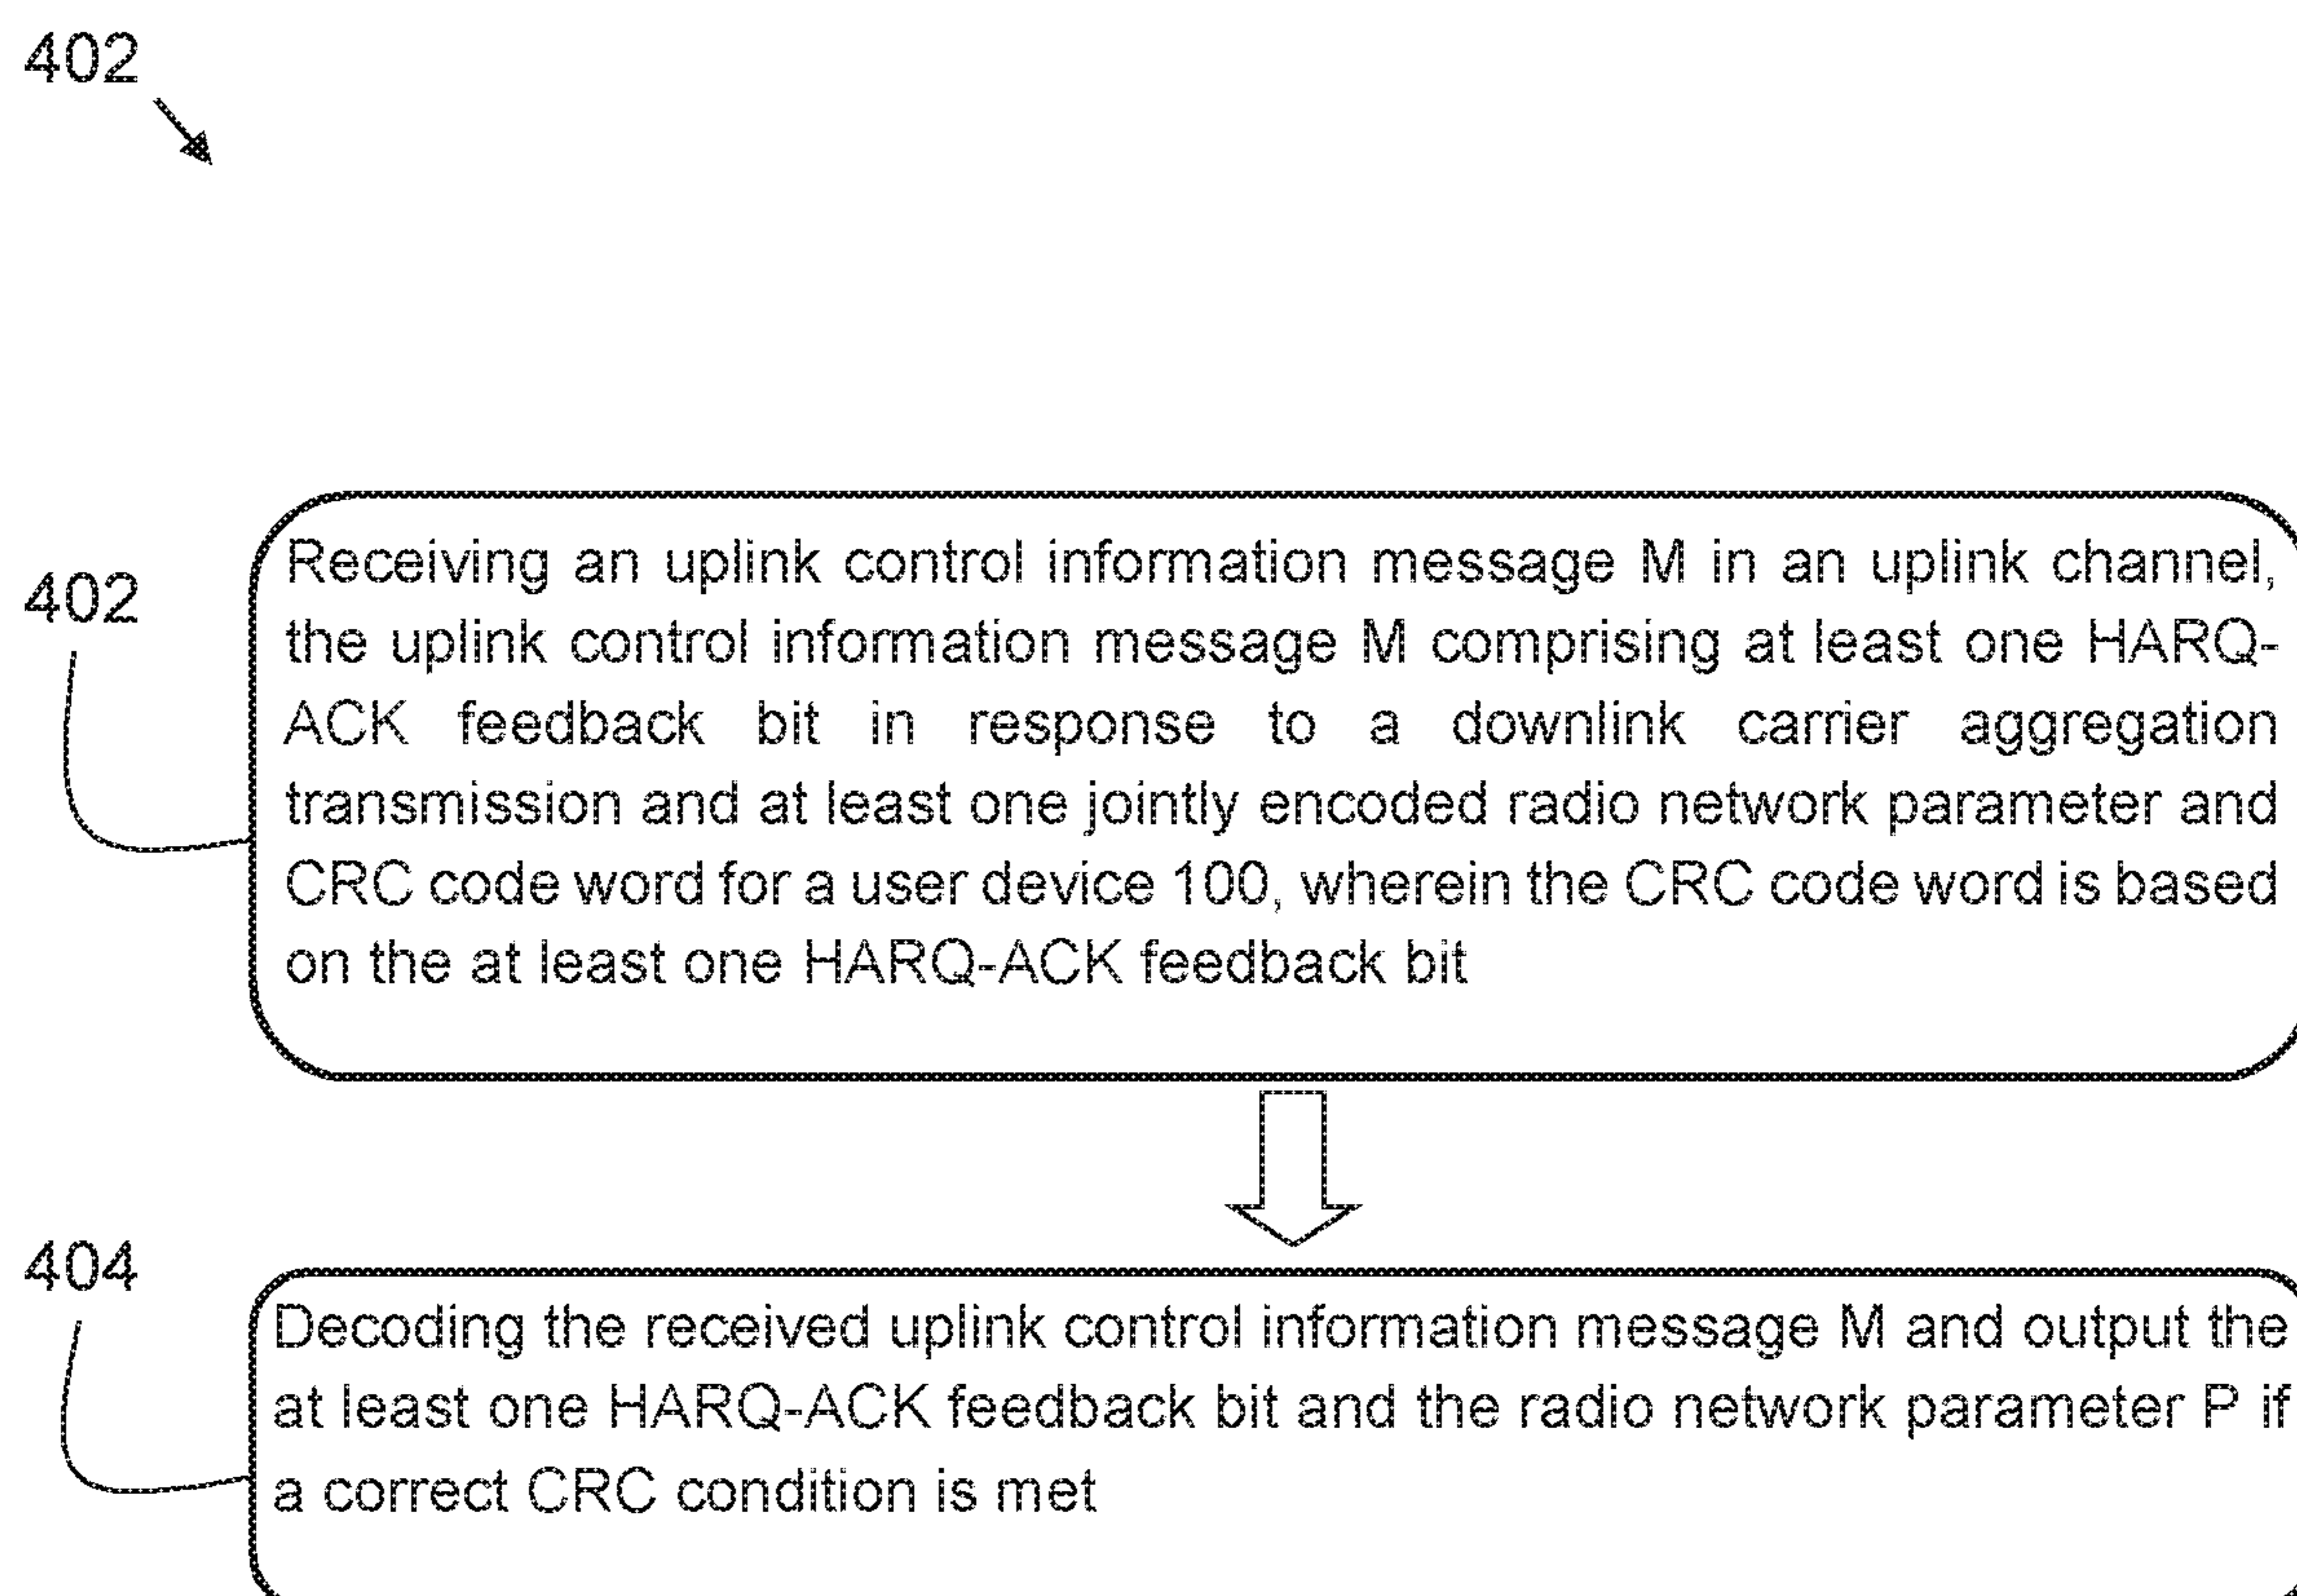 402
402
Receiving an uplink control information message M in an uplink channel,
the uplink control information message M comprising at least one HARQ-
ACK feedback bit in response to a downlink carrier aggregation
transmission and at least one jointly encoded radio network parameter and
CRC code word for a user device 100, wherein the CRC code word is based
on the at least one HARQ-ACK feedback bit
404
Decoding the received uplink control information message M and output the
at least one HARQ-ACK feedback bit and the radio network parameter P if
a correct CRC condition is met